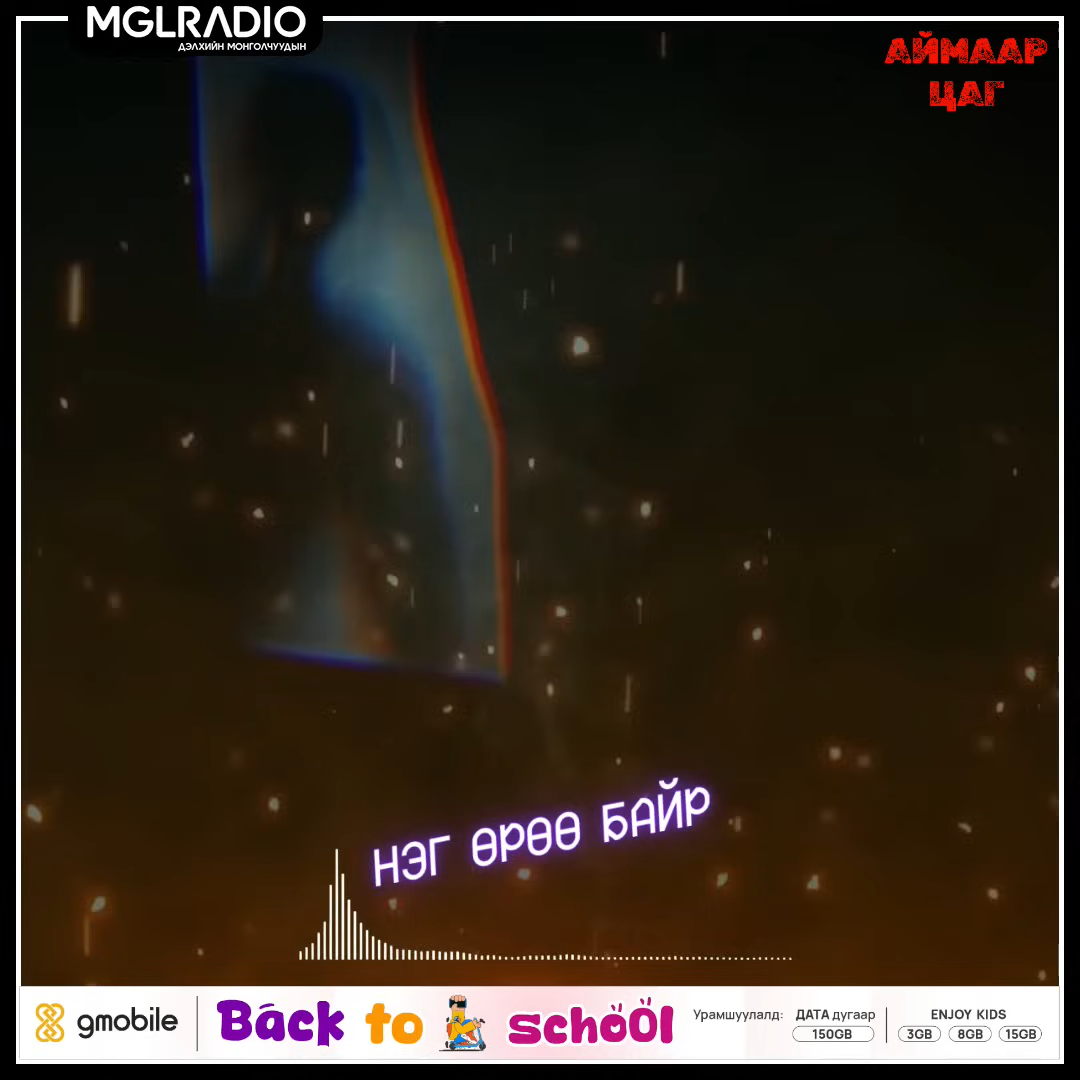 MGLRADIO
ДЭЛХИЙН МОНГОЛЧУУДЫН
АЙМААР
ЦАГ
НЭГ ӨРӨӨ БАЙР
gmobile
Back to school
Урамшуулалд:
ДАТА дугаар
150GB
ENJOY KIDS
3GB 8GB 15GB